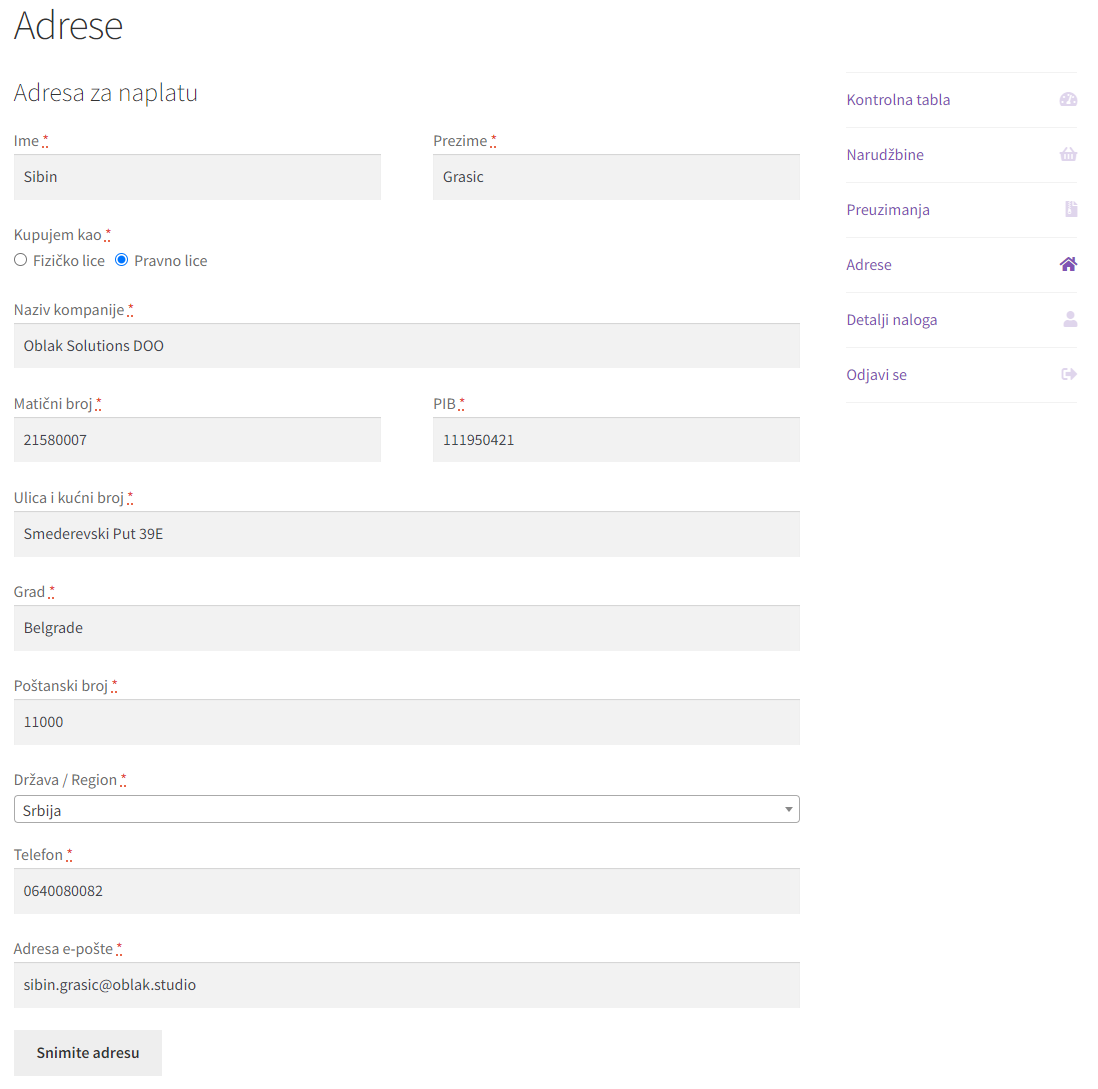 Adrese
Adresa za naplatu
Ime *
Prezime *
Sibin
Grasic
Kupujem kao *
Fizičko lice
Pravno lice
Naziv kompanije *
Oblak Solutions DOO
Matični broj *
PIB *
21580007
111950421
Ulica i kućni broj *
Smederevski Put 39E
Grad *
Belgrade
Poštanski broj *
11000
Država / Region *
Srbija
Telefon *
0640080082
Adresa e-pošte *
sibin.grasic@oblak.studio
Snimite adresu
Kontrolna tabla
Narudžbine
Preuzimanja
Adrese
Detalji naloga
Odjavi se